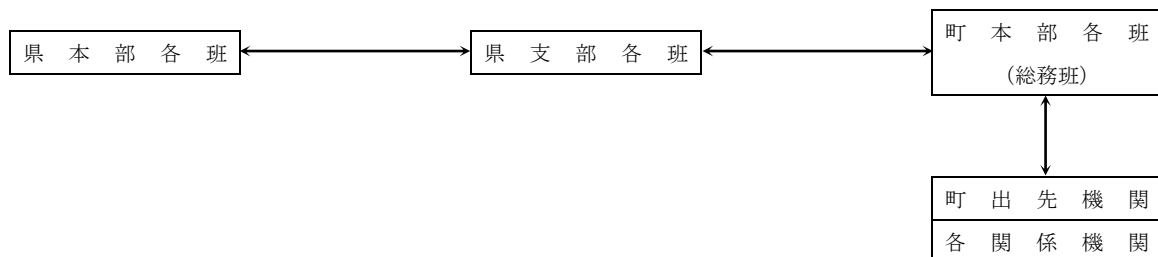 県本部各班
県支部各班
町本部各班
（総務班）
町出先機関
各関係機関